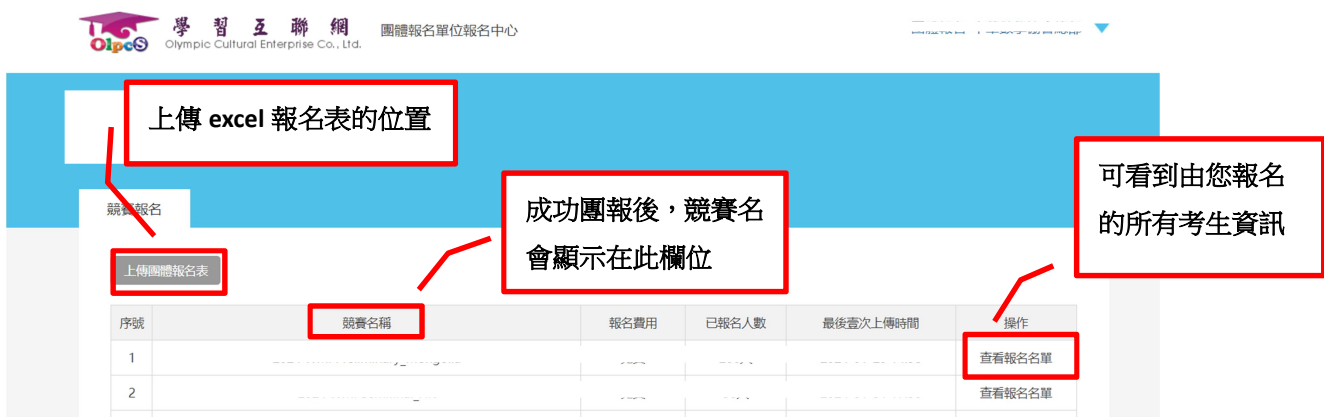 學習互聯網
OlpcS
Olympic Cultural Enterprise Co., Ltd.
團體報名單位報名中心
上傳 excel 報名表的位置
可看到由您報名
的所有考生資訊
成功團報後，競賽名
會顯示在此欄位
競賽報名
上傳團體報名表
序號 競賽名稱 報名費用 已報名人數 最後壹次上傳時間 操作
1 查看報名名單
2 查看報名名單